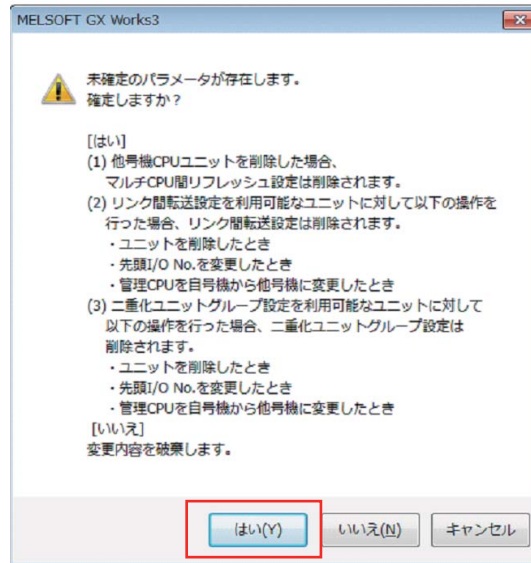 MELSOFT GX Works3
未確定のパラメータが存在します。
確定しますか？
[はい]
(1) 他号機CPUユニットを削除した場合、
マルチCPU間リフレッシュ設定は削除されます。
(2) リンク間転送設定を利用可能なユニットに対して以下の操作を
行った場合、リンク間転送設定は削除されます。
・ユニットを削除したとき
・先頭I/O No.を変更したとき
・管理CPUを自号機から他号機に変更したとき
(3) 二重化ユニットグループ設定を利用可能なユニットに対して
以下の操作を行った場合、二重化ユニットグループ設定は
削除されます。
・ユニットを削除したとき
・先頭I/O No.を変更したとき
・管理CPUを自号機から他号機に変更したとき
[いいえ]
変更内容を破棄します。
はい(Y) いいえ(N) キャンセル